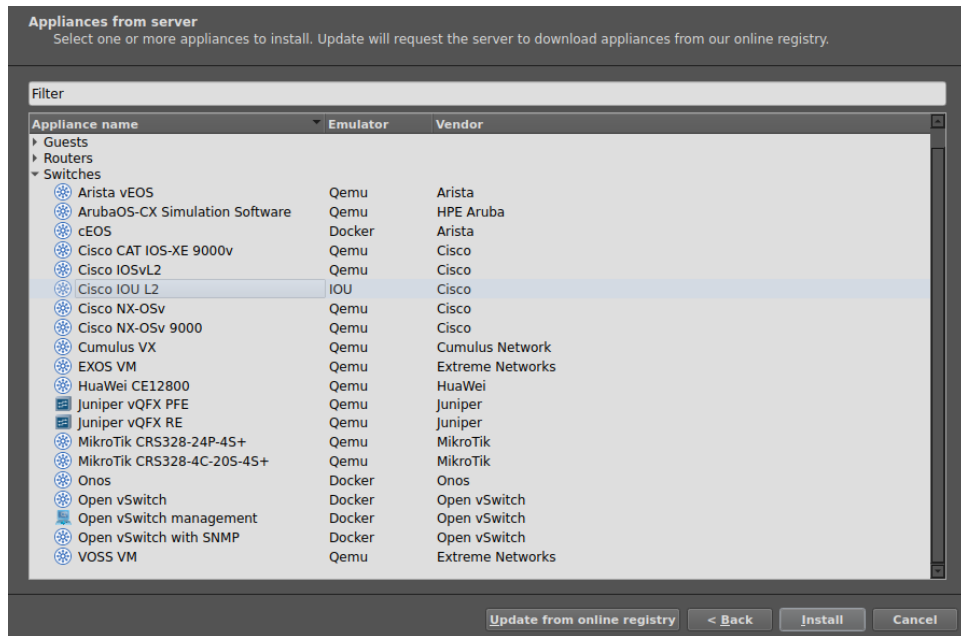 Appliances from server
Select one or more appliances to install. Update will request the server to download appliances from our online registry.
Filter
Appliance name Emulator Vendor
Guests
Routers
Switches
Arista vEOS Qemu Arista
ArubaOS-CX Simulation Software Qemu HPE Aruba
cEOS Docker Arista
Cisco CAT IOS-XE 9000v Qemu Cisco
Cisco IOSvL2 Qemu Cisco
Cisco IOU L2 IOU Cisco
Cisco NX-OSv Qemu Cisco
Cisco NX-OSv 9000 Qemu Cisco
Cumulus VX Qemu Cumulus Network
EXOS VM Qemu Extreme Networks
HuaWei CE12800 Qemu HuaWei
Juniper vQFX PFE Qemu Juniper
Juniper vQFX RE Qemu Juniper
MikroTik CRS328-24P-4S+ Qemu MikroTik
MikroTik CRS328-4C-20S-4S+ Qemu MikroTik
Onos Docker Onos
Open vSwitch Docker Open vSwitch
Open vSwitch management Docker Open vSwitch
Open vSwitch with SNMP Docker Open vSwitch
VOSS VM Qemu Extreme Networks
Update from online registry < Back Install Cancel